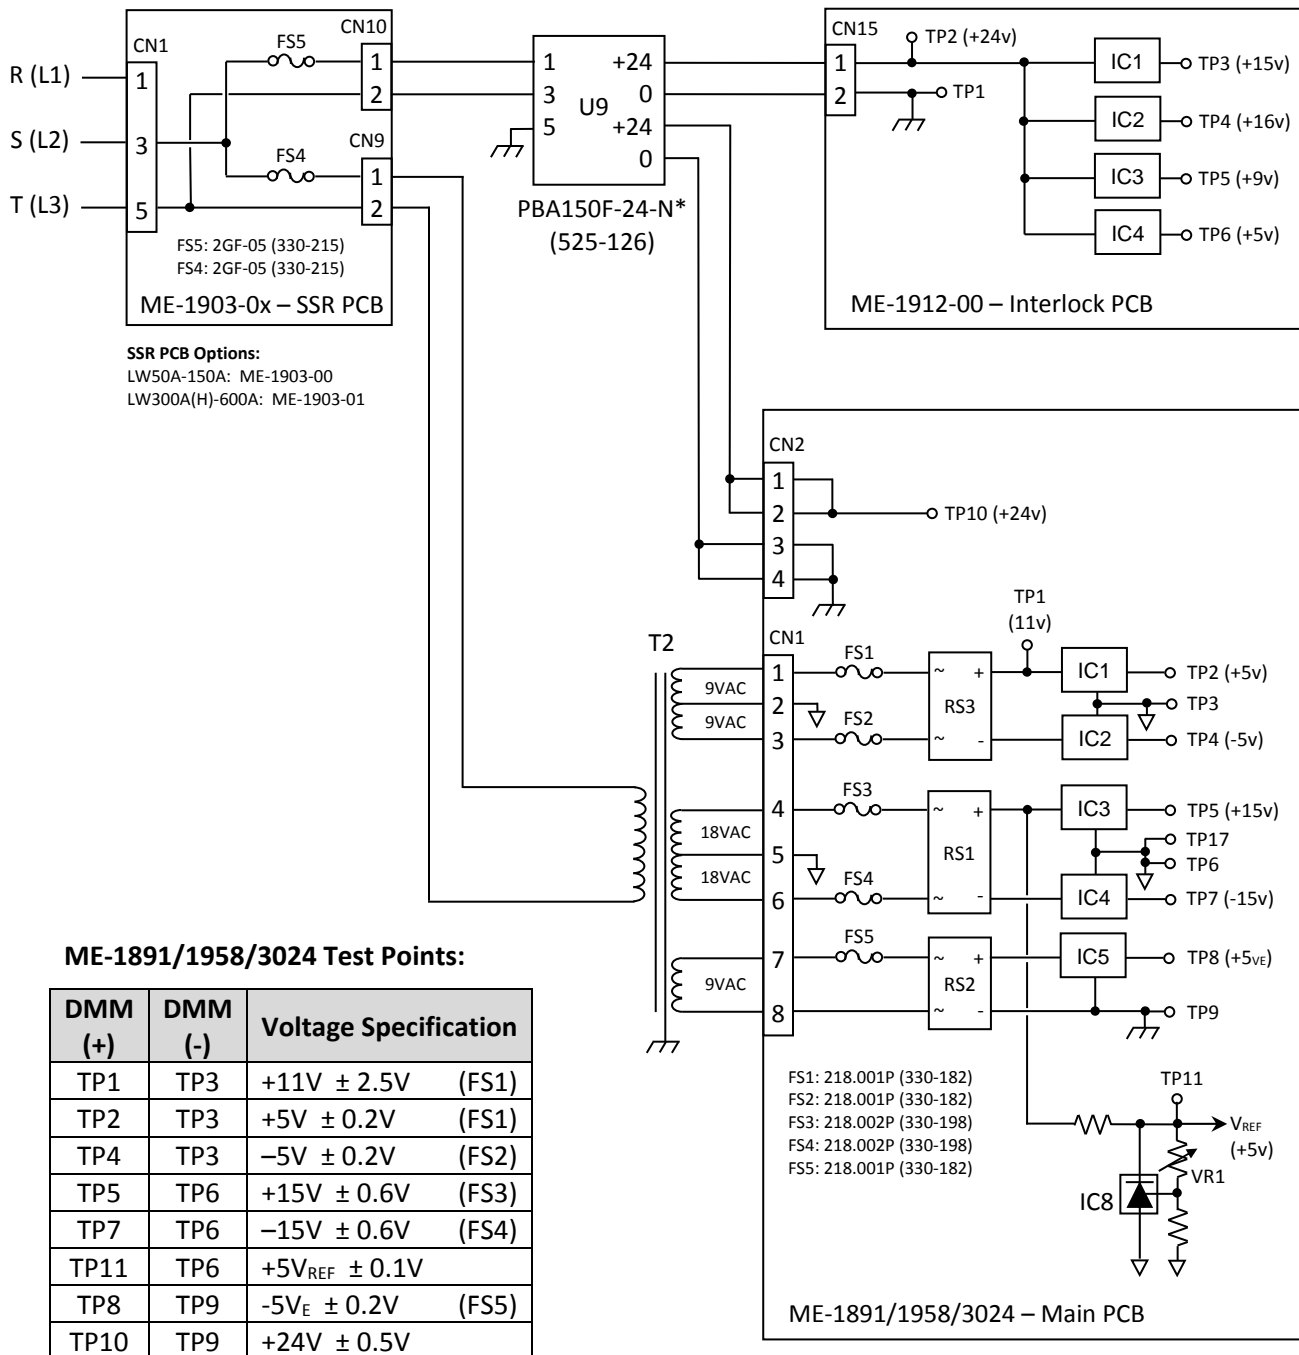 CN1
FS5
CN10
R (L1)
1
1
2
S (L2)
3
CN9
FS4
1
T (L3)
5
2
FS5: 2GF-05 (330-215)
FS4: 2GF-05 (330-215)
ME-1903-0x – SSR PCB
SSR PCB Options:
LW50A-150A: ME-1903-00
LW300A(H)-600A: ME-1903-01
1 +24
3 0
U9
5 +24
0
PBA150F-24-N*
(525-126)
CN15
1
2
TP2 (+24v)
TP1
IC1 TP3 (+15v)
IC2 TP4 (+16v)
IC3 TP5 (+9v)
IC4 TP6 (+5v)
ME-1912-00 – Interlock PCB
CN2
1
2 TP10 (+24v)
3
4
T2
9VAC
9VAC
18VAC
18VAC
9VAC
CN1
1
2
3
4
5
6
7
8
FS1
FS2
FS3
FS4
FS5
~ +
RS3
~ -
~ +
RS1
~ -
~ +
RS2
~ -
TP1
(11v)
IC1 TP2 (+5v)
TP3
IC2 TP4 (-5v)
IC3 TP5 (+15v)
TP17
TP6
IC4 TP7 (-15v)
IC5 TP8 (+5VE)
TP9
FS1: 218.001P (330-182)
FS2: 218.001P (330-182)
FS3: 218.002P (330-198)
FS4: 218.002P (330-198)
FS5: 218.001P (330-182)
TP11
VREF
(+5v)
VR1
IC8
ME-1891/1958/3024 – Main PCB
ME-1891/1958/3024 Test Points:
DMM (+) DMM (-) Voltage Specification
TP1 TP3 +11V ± 2.5V (FS1)
TP2 TP3 +5V ± 0.2V (FS1)
TP4 TP3 –5V ± 0.2V (FS2)
TP5 TP6 +15V ± 0.6V (FS3)
TP7 TP6 –15V ± 0.6V (FS4)
TP11 TP6 +5VREF ± 0.1V
TP8 TP9 -5VE ± 0.2V (FS5)
TP10 TP9 +24V ± 0.5V